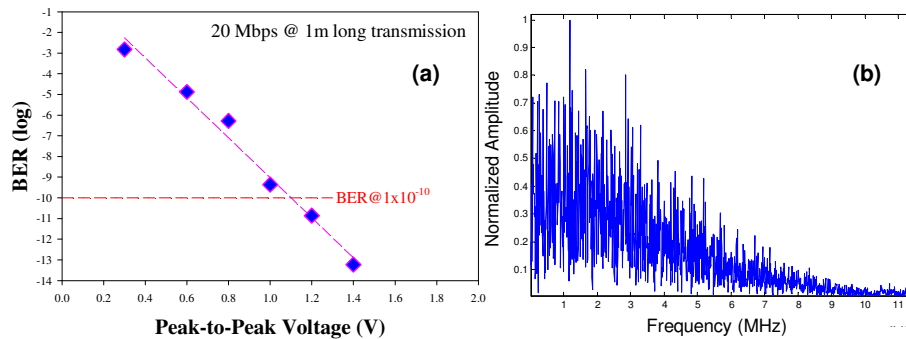 20 Mbps @ 1m long transmission
(a)
BER (log)
-1
-2
-3
-4
-5
-6
-7
-8
-9
-10
-11
-12
-13
-14
BER@1x10⁻¹⁰
0.0 0.2 0.4 0.6 0.8 1.0 1.2 1.4 1.6 1.8 2.0
Peak-to-Peak Voltage (V)
(b)
Normalized Amplitude
1
0.9
0.8
0.7
0.6
0.5
0.4
0.3
0.2
0.1
1 2 3 4 5 6 7 8 9 10 11
Frequency (MHz)